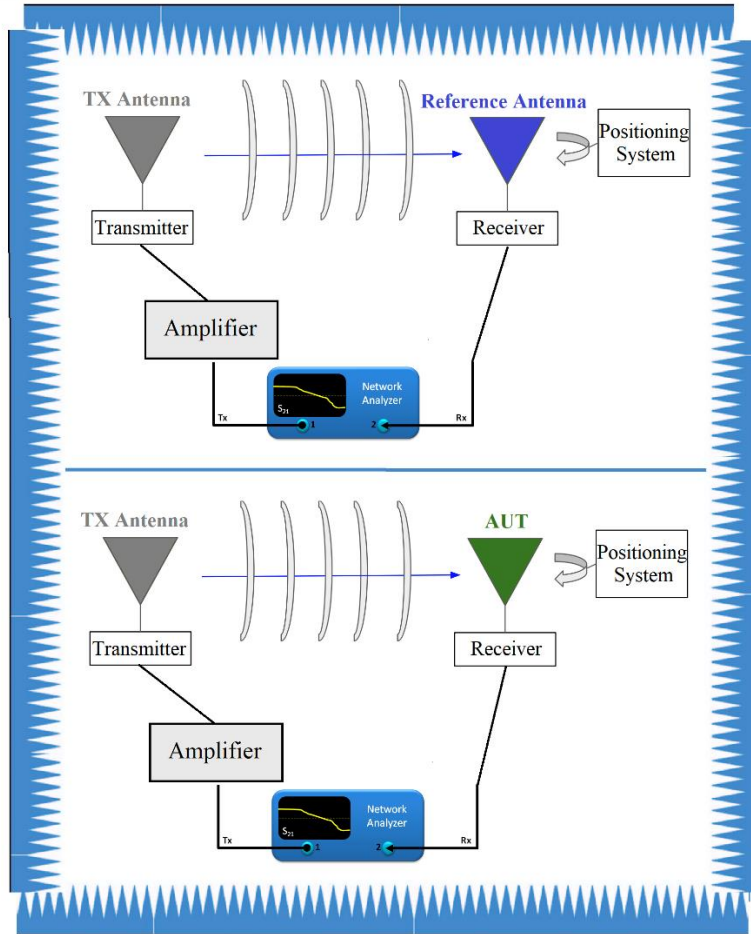 TX Antenna
Reference Antenna
Positioning
System
Transmitter
Receiver
Amplifier
Network
Analyzer
S21
Tx
1
2
Rx
TX Antenna
AUT
Positioning
System
Transmitter
Receiver
Amplifier
Network
Analyzer
S21
Tx
1
2
Rx